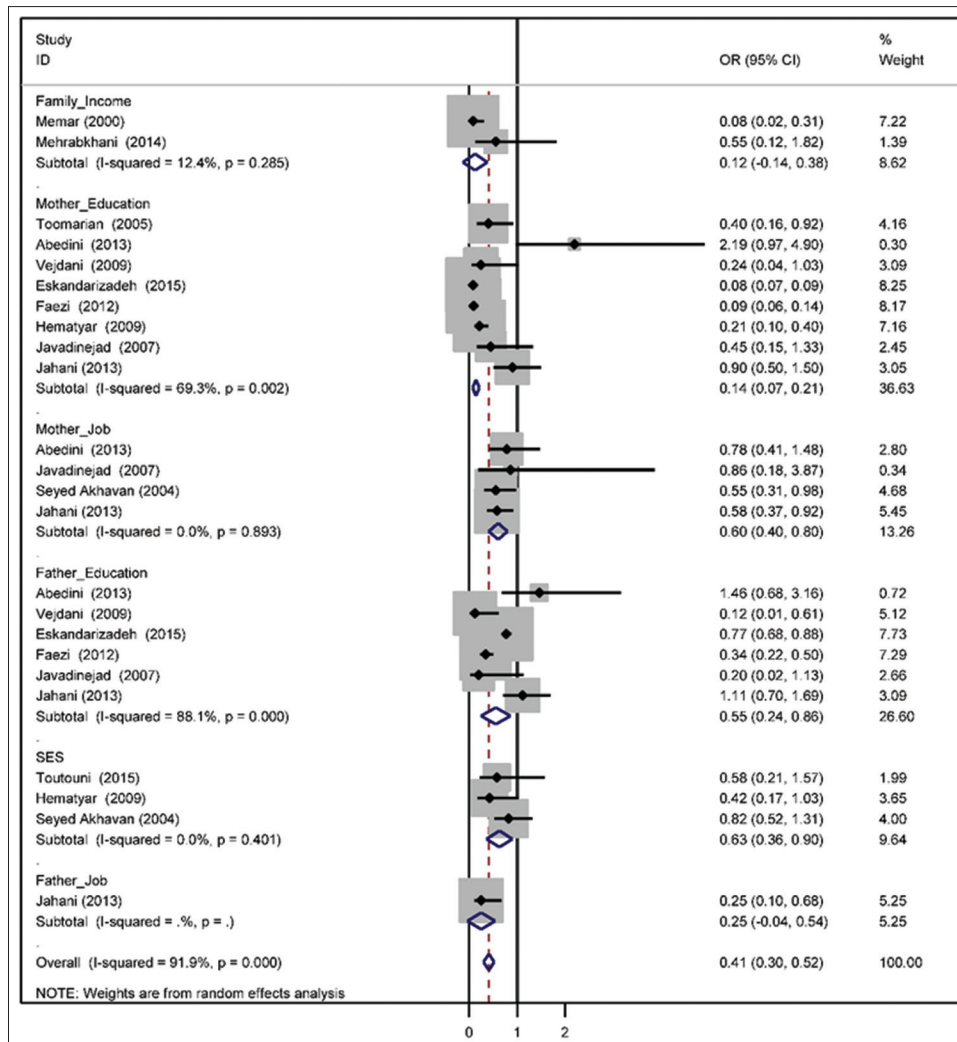 Study %
ID OR (95% CI) Weight
Family_Income
Memar (2000) 0.08 (0.02, 0.31) 7.22
Mehrabkhani (2014) 0.55 (0.12, 1.82) 1.39
Subtotal (I-squared = 12.4%, p = 0.285) 0.12 (-0.14, 0.38) 8.62
.
Mother_Education
Toomarian (2005) 0.40 (0.16, 0.92) 4.16
Abedini (2013) 2.19 (0.97, 4.90) 0.30
Vejdani (2009) 0.24 (0.04, 1.03) 3.09
Eskandarizadeh (2015) 0.08 (0.07, 0.09) 8.25
Faezi (2012) 0.09 (0.06, 0.14) 8.17
Hematyar (2009) 0.21 (0.10, 0.40) 7.16
Javadinejad (2007) 0.45 (0.15, 1.33) 2.45
Jahani (2013) 0.90 (0.50, 1.50) 3.05
Subtotal (I-squared = 69.3%, p = 0.002) 0.14 (0.07, 0.21) 36.63
.
Mother_Job
Abedini (2013) 0.78 (0.41, 1.48) 2.80
Javadinejad (2007) 0.86 (0.18, 3.87) 0.34
Seyed Akhavan (2004) 0.55 (0.31, 0.98) 4.68
Jahani (2013) 0.58 (0.37, 0.92) 5.45
Subtotal (I-squared = 0.0%, p = 0.893) 0.60 (0.40, 0.80) 13.26
.
Father_Education
Abedini (2013) 1.46 (0.68, 3.16) 0.72
Vejdani (2009) 0.12 (0.01, 0.61) 5.12
Eskandarizadeh (2015) 0.77 (0.68, 0.88) 7.73
Faezi (2012) 0.34 (0.22, 0.50) 7.29
Javadinejad (2007) 0.20 (0.02, 1.13) 2.66
Jahani (2013) 1.11 (0.70, 1.69) 3.09
Subtotal (I-squared = 88.1%, p = 0.000) 0.55 (0.24, 0.86) 26.60
.
SES
Toutouni (2015) 0.58 (0.21, 1.57) 1.99
Hematyar (2009) 0.42 (0.17, 1.03) 3.65
Seyed Akhavan (2004) 0.82 (0.52, 1.31) 4.00
Subtotal (I-squared = 0.0%, p = 0.401) 0.63 (0.36, 0.90) 9.64
.
Father_Job
Jahani (2013) 0.25 (0.10, 0.68) 5.25
Subtotal (I-squared = .%, p = .) 0.25 (-0.04, 0.54) 5.25
.
Overall (I-squared = 91.9%, p = 0.000) 0.41 (0.30, 0.52) 100.00
NOTE: Weights are from random effects analysis
0 1 2